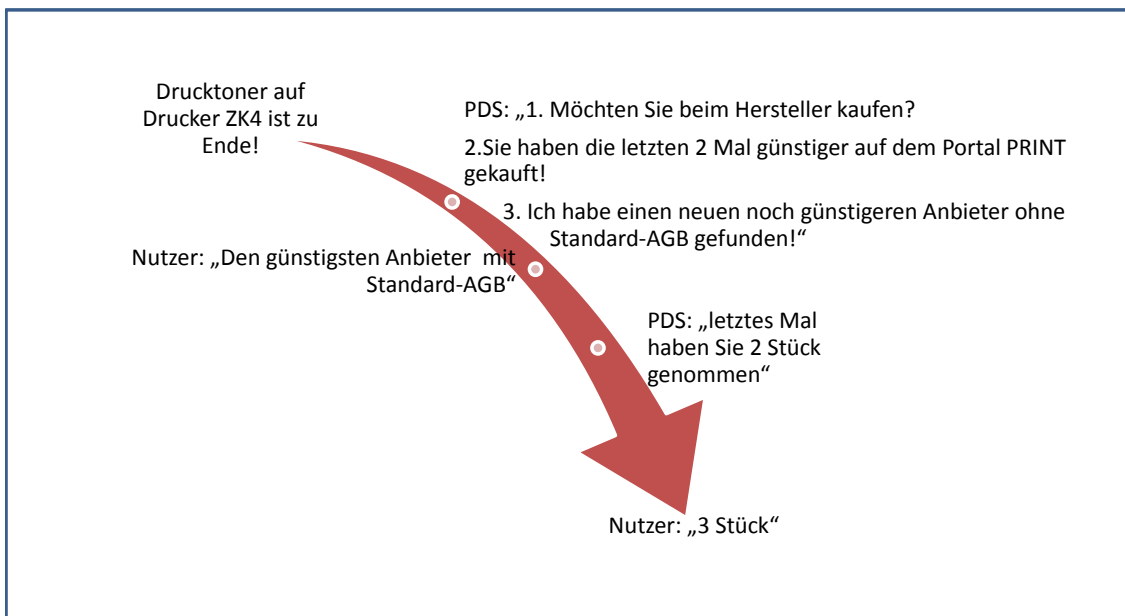 Drucktoner auf
Drucker ZK4 ist zu
Ende!
PDS: „1. Möchten Sie beim Hersteller kaufen?
2.Sie haben die letzten 2 Mal günstiger auf dem Portal PRINT
gekauft!
3. Ich habe einen neuen noch günstigeren Anbieter ohne
Standard-AGB gefunden!“
Nutzer: „Den günstigsten Anbieter mit
Standard-AGB“
PDS: „letztes Mal
haben Sie 2 Stück
genommen“
Nutzer: „3 Stück“